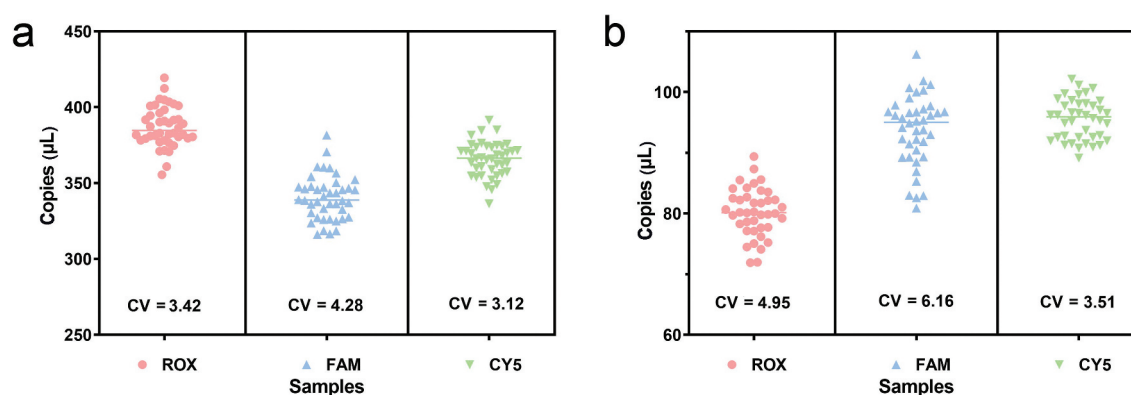 a
450
400
350
300
250
Copies (μL)
CV = 3.42
CV = 4.28
CV = 3.12
ROX
FAM
CY5
Samples
b
100
80
60
Copies (μL)
CV = 4.95
CV = 6.16
CV = 3.51
ROX
FAM
CY5
Samples